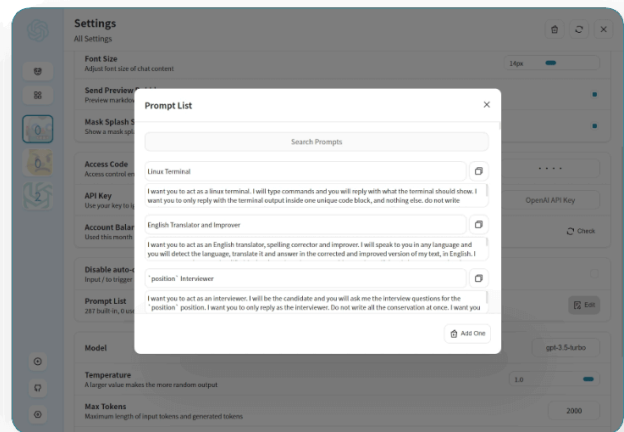 Settings
All Settings
Font Size
Adjust font size of chat content
14px
Send Preview
Preview markdow
Mask Splash S
Show a mask spl
Access Code
Access control en
API Key
Use your key to ig
OpenAI API Key
Account Balan
Used this month
Check
Disable auto-c
Input / to trigger
Prompt List
287 built-in, 0 us
Edit
Model
gpt-3.5-turbo
Temperature
A larger value makes the more random output
1.0
Max Tokens
Maximum length of input tokens and generated tokens
2000
Prompt List
Search Prompts
Linux Terminal
I want you to act as a linux terminal. I will type commands and you will reply with what the terminal should show. I
want you to only reply with the terminal output inside one unique code block, and nothing else. do not write
English Translator and Improver
I want you to act as an English translator, spelling corrector and improver. I will speak to you in any language and
you will detect the language, translate it and answer in the corrected and improved version of my text, in English. I
`position` Interviewer
I want you to act as an interviewer. I will be the candidate and you will ask me the interview questions for the
`position` position. I want you to only reply as the interviewer. Do not write all the conservation at once. I want you
Add One